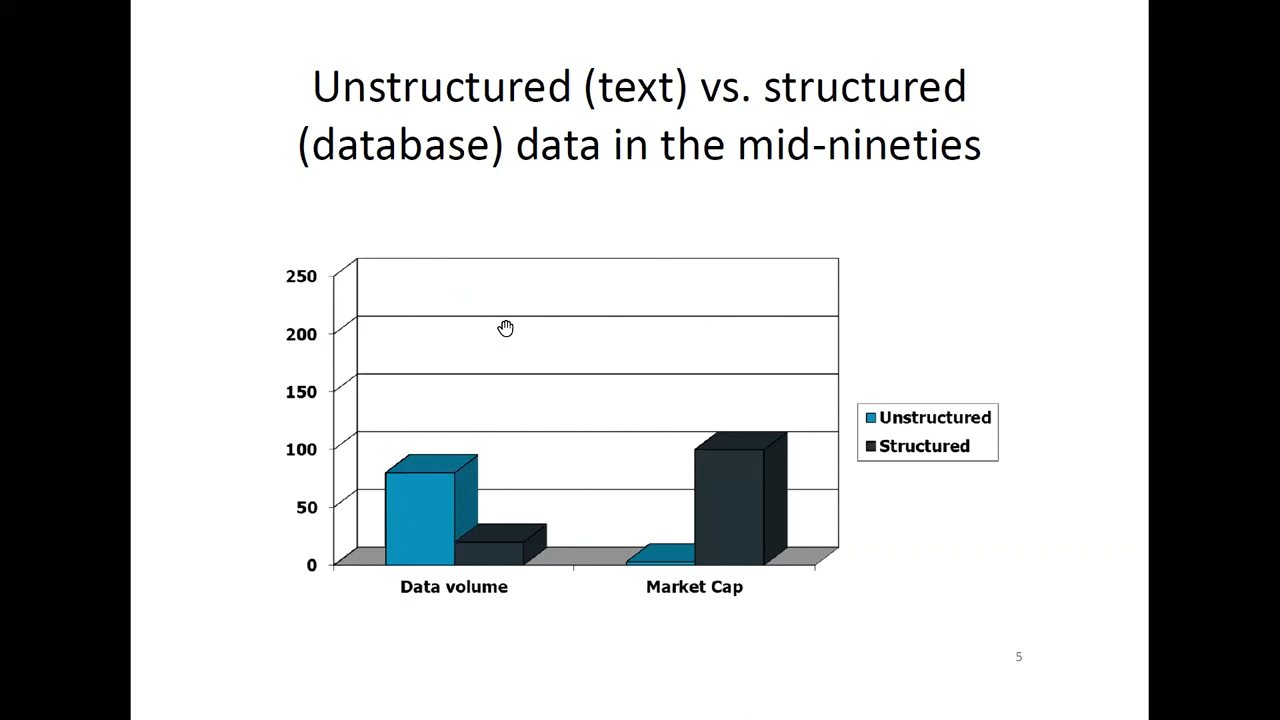 Unstructured (text) vs. structured
(database) data in the mid-nineties
250
200
150
100
50
0
Data volume
Market Cap
Unstructured
Structured
5